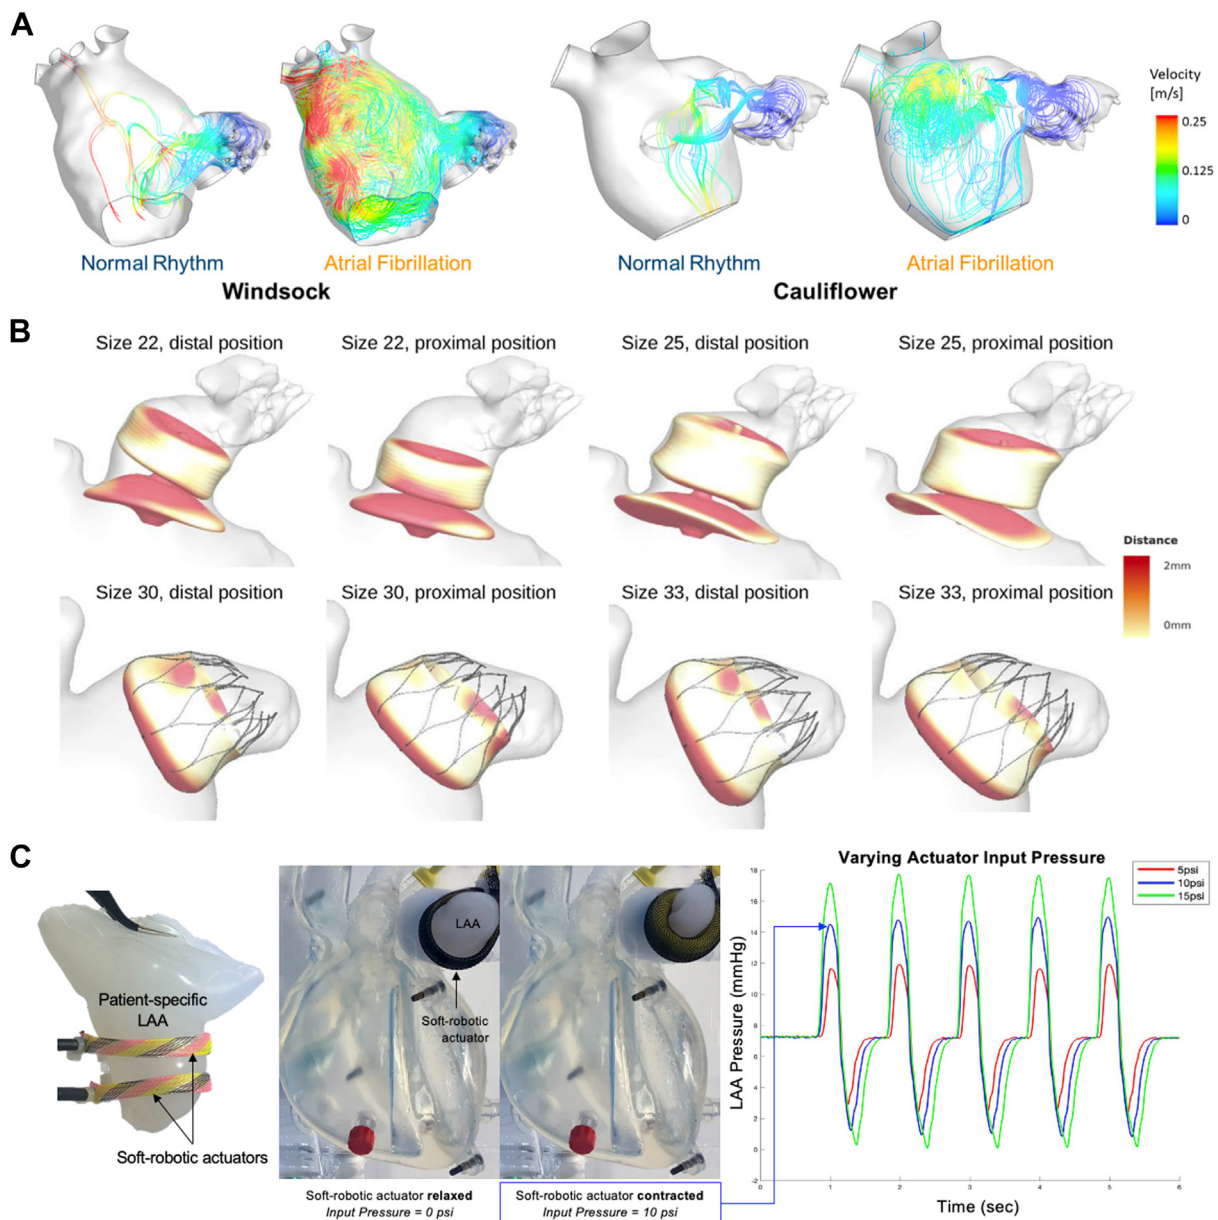 A
Velocity
[m/s]
0.25
0.125
0
Normal Rhythm
Atrial Fibrillation
Normal Rhythm
Atrial Fibrillation
Windsock
Cauliflower
B
Size 22, distal position
Size 22, proximal position
Size 25, distal position
Size 25, proximal position
Distance
2mm
0mm
Size 30, distal position
Size 30, proximal position
Size 33, distal position
Size 33, proximal position
C
Patient-specific
LAA
Soft-robotic actuators
LAA
Soft-robotic
actuator
Soft-robotic actuator relaxed
Input Pressure = 0 psi
Soft-robotic actuator contracted
Input Pressure = 10 psi
Varying Actuator Input Pressure
5psi
10psi
15psi
LAA Pressure (mmHg)
18
16
14
12
10
8
6
4
2
0
-2
0
1
2
3
4
5
6
Time (sec)